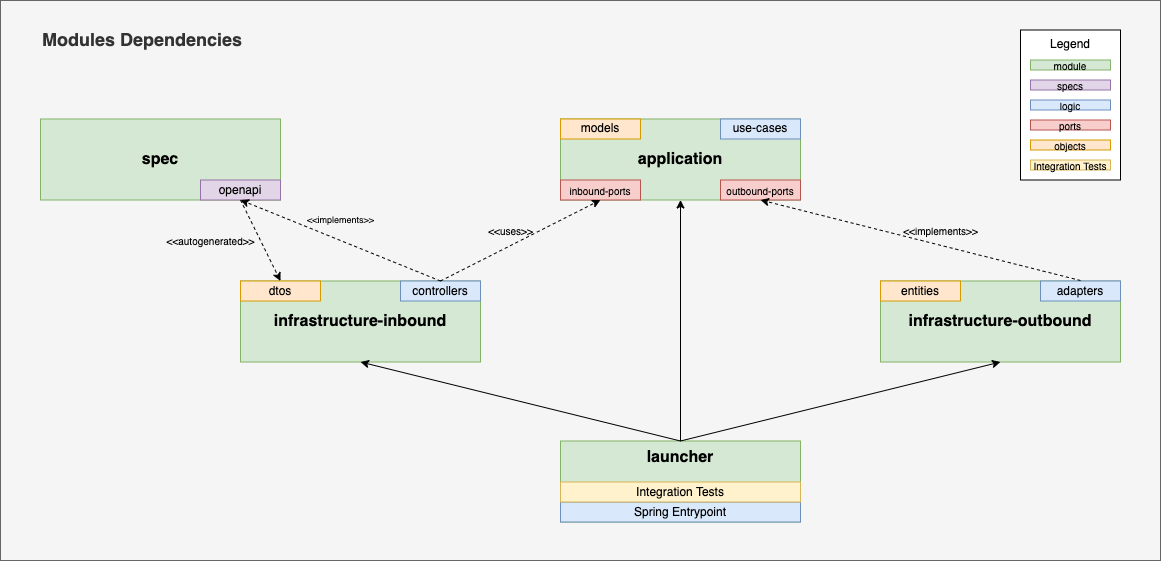 Modules Dependencies
Legend
module
specs
logic
ports
objects
Integration Tests
spec
openapi
models
use-cases
application
inbound-ports
outbound-ports
<<implements>>
<<autogenerated>>
<<uses>>
<<implements>>
dtos
controllers
infrastructure-inbound
entities
adapters
infrastructure-outbound
launcher
Integration Tests
Spring Entrypoint